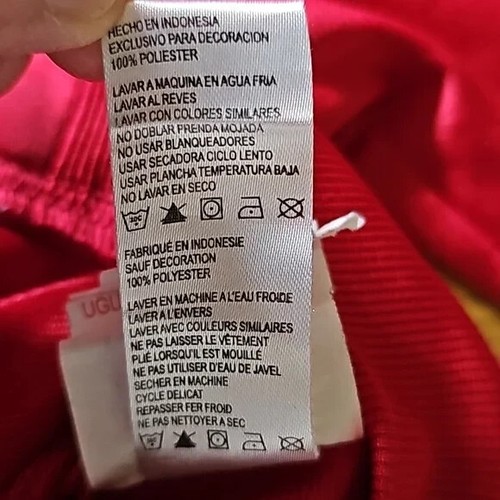 HECHO EN INDONESIA
EXCLUSIVO PARA DECORACION
100% POLIESTER
LAVAR A MAQUINA EN AGUA FRIA
LAVAR AL REVES
LAVAR CON COLORES SIMILARES
NO DOBLAR PRENDA MOJADA
NO USAR BLANQUEADORES
USAR SECADORA CICLO LENTO
USAR PLANCHA TEMPERATURA BAJA
NO LAVAR EN SECO
30C
FABRIQUÉ EN INDONESIE
SAUF DECORATION
100% POLYESTER
UGU
LAVER EN MACHINE A L'EAU FROIDE
LAVER A L'ENVERS
LAVER AVEC COULEURS SIMILAIRES
NE PAS LAISSER LE VÊTEMENT
PLIÉ LORSQU'IL EST MOUILLÉ
NE PAS UTILISER D'EAU DE JAVEL
SECHER EN MACHINE
CYCLE DELICAT
REPASSER FER FROID
NE PAS NETTOYER A SEC